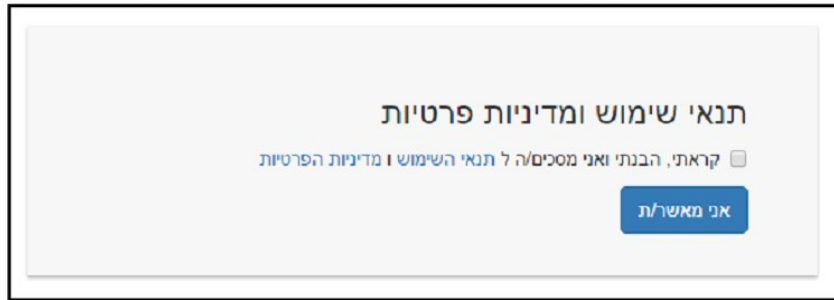 תנאי שימוש ומדיניות פרטיות
קראתי, הבנתי ואני מסכים/ה ל תנאי השימוש ו מדיניות הפרטיות
אני מאשר/ת